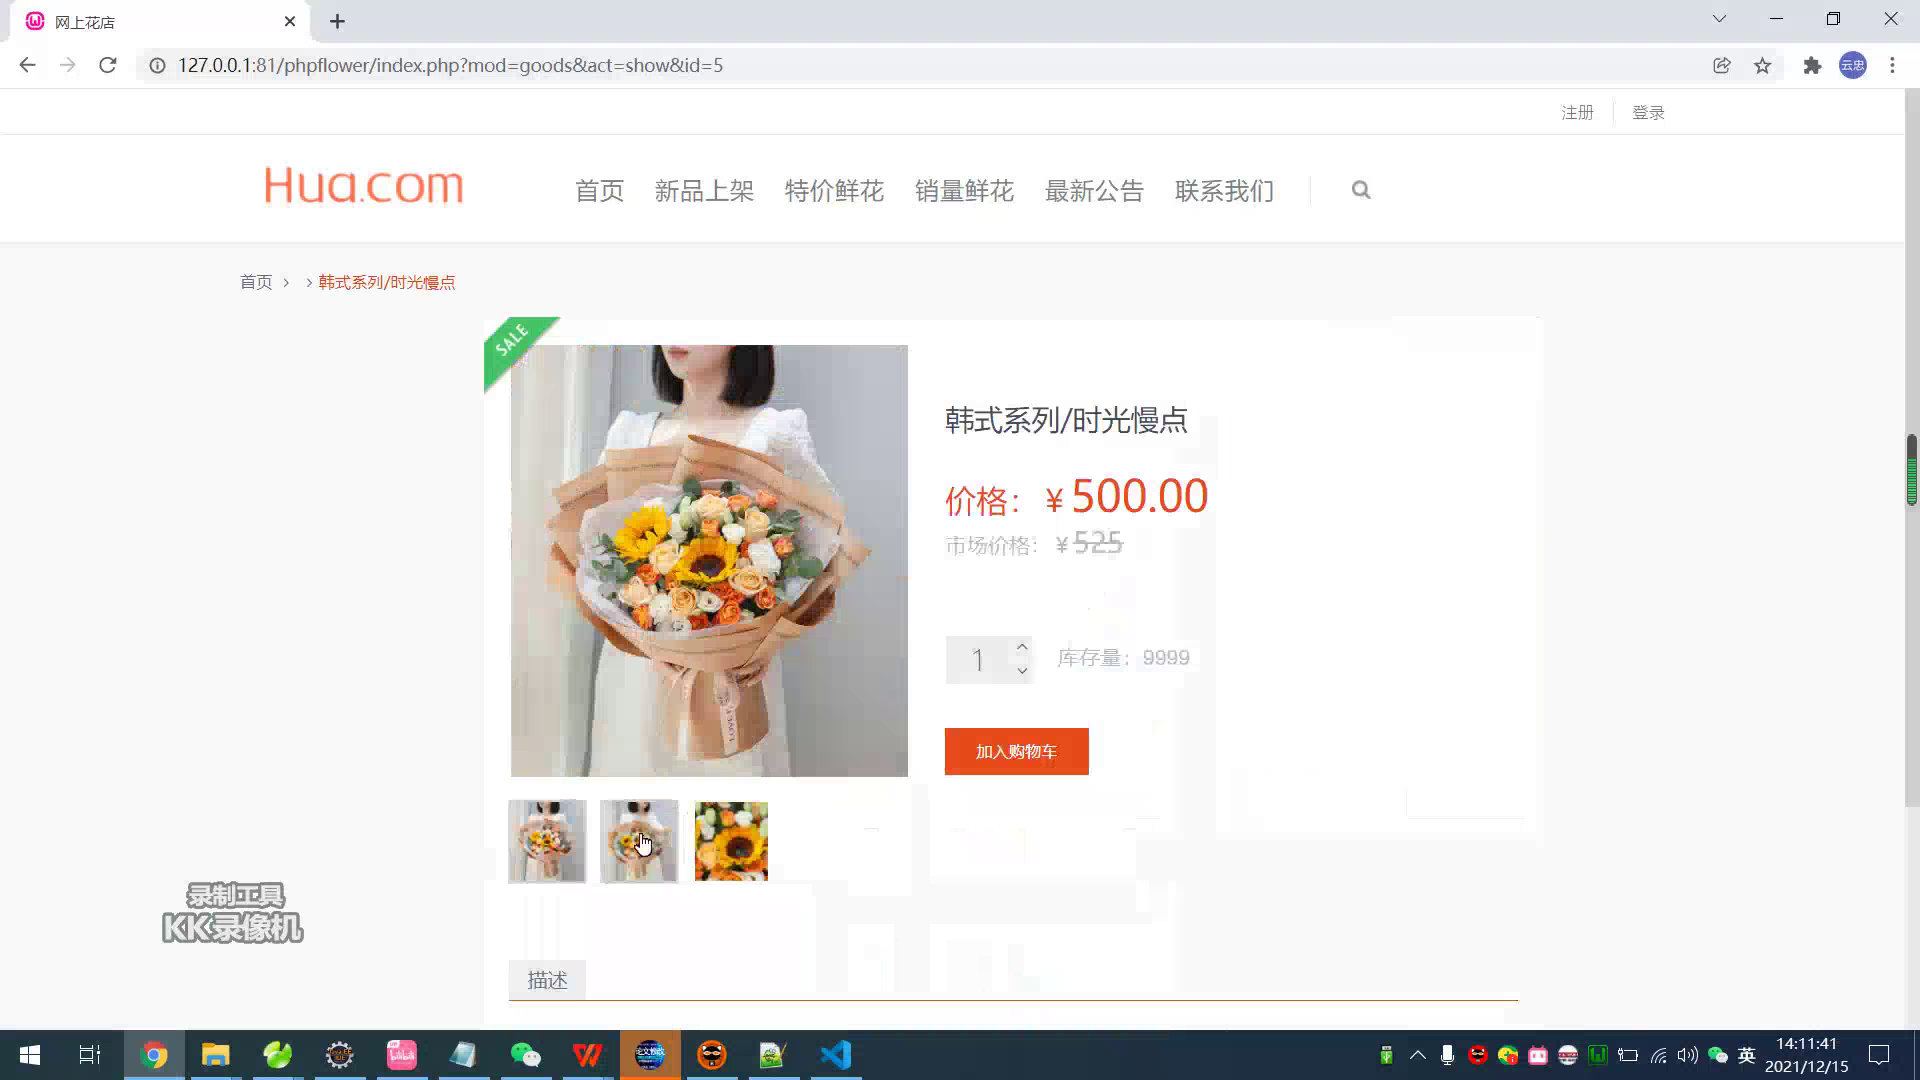 网上花店
127.0.0.1:81/phpflower/index.php?mod=goods&act=show&id=5
云忠
注册
登录
Hua.com
首页 新品上架 特价鲜花 销量鲜花 最新公告 联系我们
首页 > > 韩式系列/时光慢点
SALE
韩式系列/时光慢点
价格: ¥500.00
市场价格: ¥525
1
库存量: 9999
加入购物车
录制工具
KK录像机
描述
英
14:11:41
2021/12/15